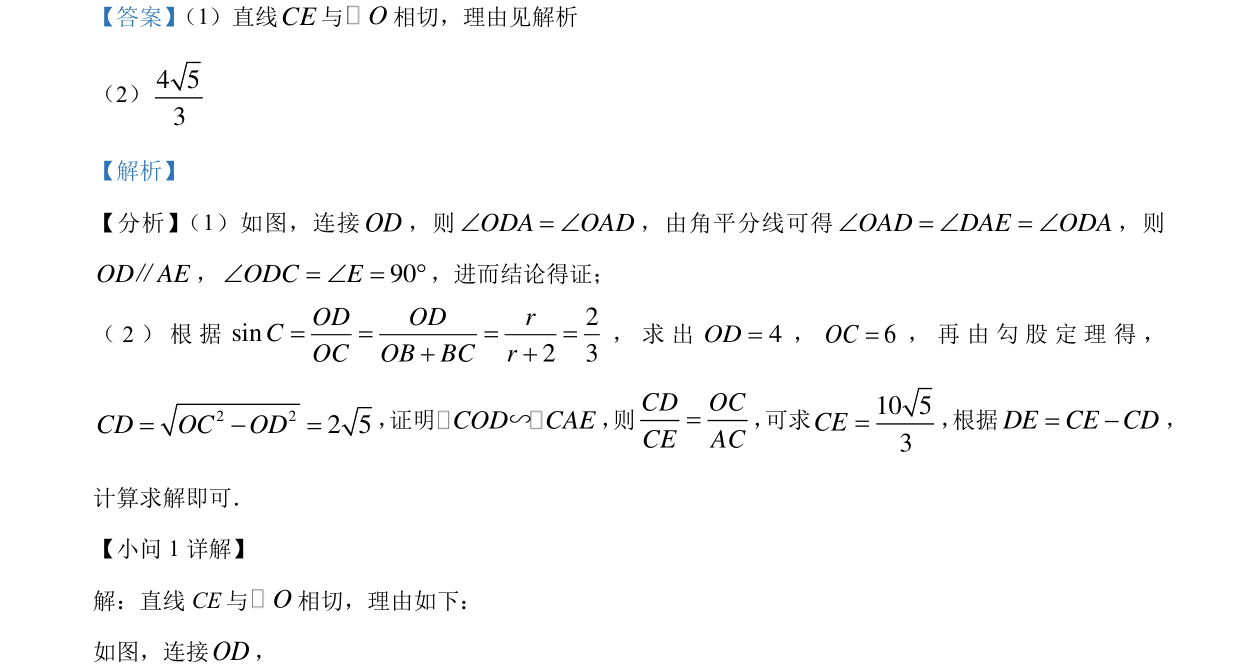 【答案】（1）直线CE与□ O 相切，理由见解析
（2）$\frac{4\sqrt{5}}{3}$
【解析】
【分析】（1）如图，连接OD，则∠ODA=∠OAD，由角平分线可得∠OAD=∠DAE=∠ODA，则
OD∥AE，∠ODC=∠E=90°，进而结论得证；
（2）根据 $\sin C=\frac{OD}{OC}=\frac{OD}{OB+BC}=\frac{r}{r+2}=\frac{2}{3}$，求出 OD=4，OC=6，再由勾股定理得，
$CD=\sqrt{OC^2-OD^2}=2\sqrt{5}$，证明□COD∽□CAE，则$\frac{CD}{CE}=\frac{OC}{AC}$，可求$CE=\frac{10\sqrt{5}}{3}$，根据DE=CE−CD，
计算求解即可．
【小问1详解】
解：直线CE与□ O 相切，理由如下：
如图，连接OD，